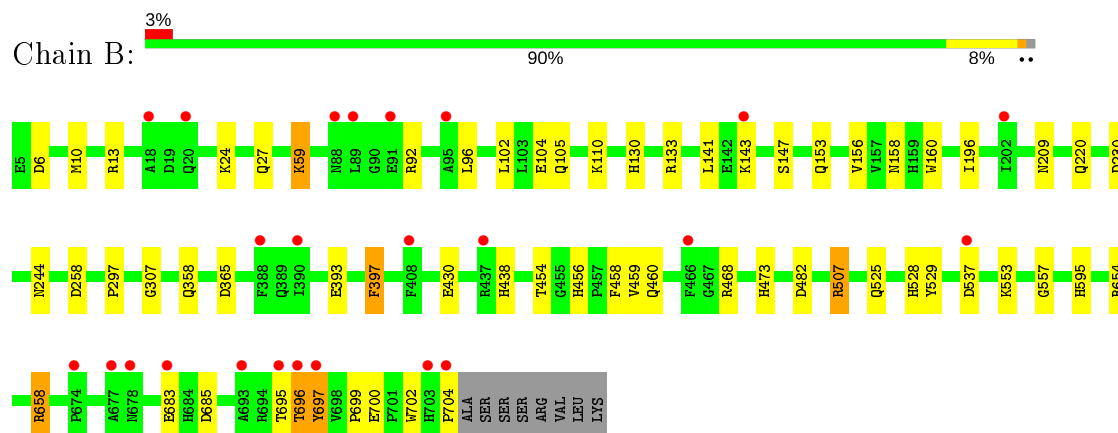 3%
Chain B:
90%
8%
••
E5 D6 M10 R13 A18 D19 Q20 K24 Q27 K59 N88 L89 G90 E91 R92 A95 L96 L102 L103 E104 Q105 K110 H130 R133 L141 E142 K143 S147 Q153 V156 V157 N158 H159 W160 I196 I202 N209 Q220
N244 D258 P297 G307 Q358 D365 F388 Q389 I390 E393 F397 F408 E430 R437 H438 T454 G455 H456 P457 F458 V459 Q460 F466 G467 R468 H473 D482 R507 Q525 H528 Y529 D537 K553 G557 H595
R658 P674 A677 N678 E683 H684 D685 A693 R694 T695 T696 Y697 V698 P699 E700 P701 W702 H703 P704 ALA SER SER SER ARG VAL LEU LYS